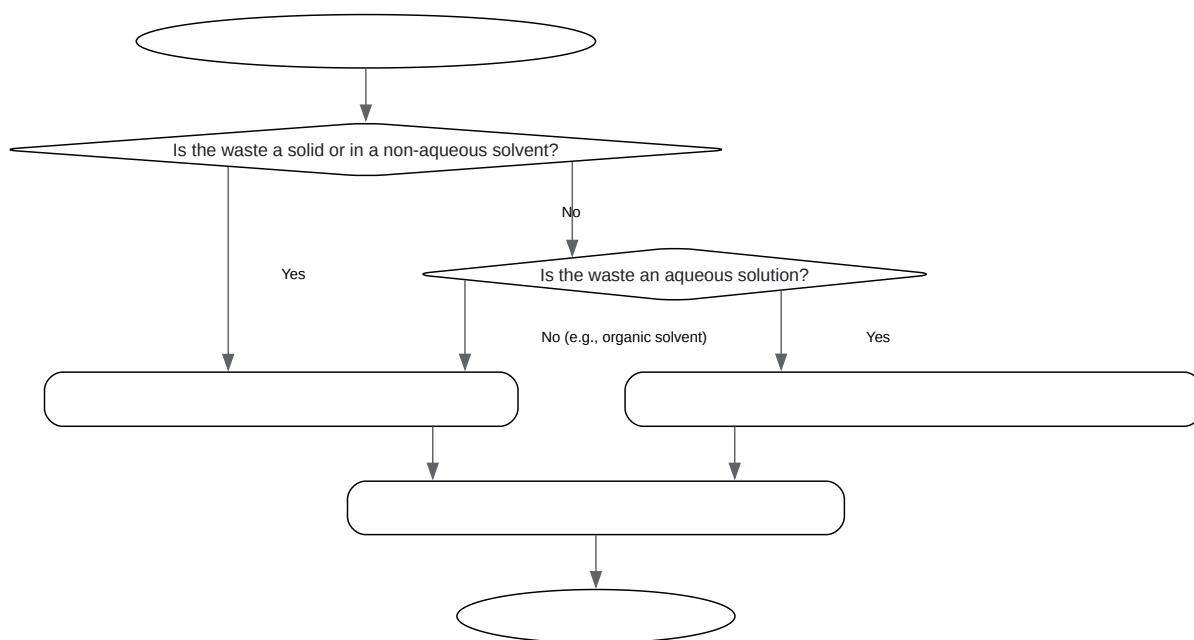 Is the waste a solid or in a non-aqueous solvent?
No
Yes
Is the waste an aqueous solution?
No (e.g., organic solvent)
Yes